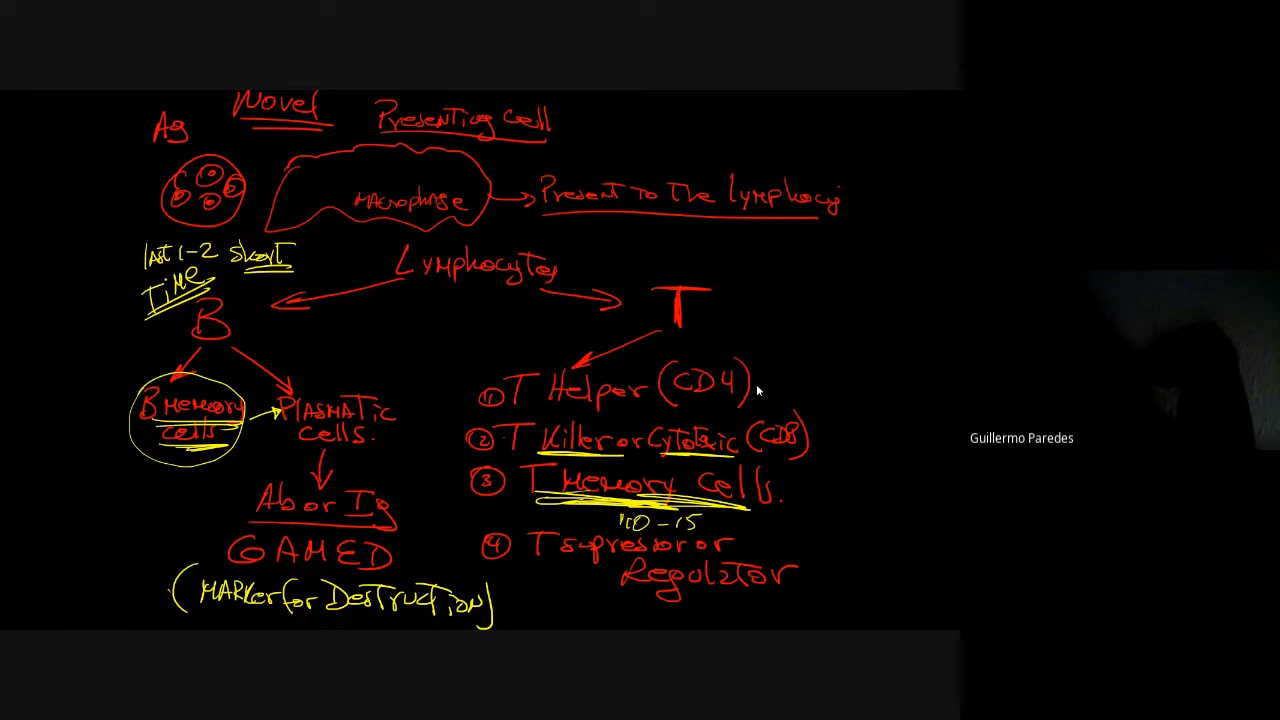 Novel
Ag
Presenting cell
Macrophage
Present to the Lymphocy
last 1-2 short
Time
Lymphocytes
B
T
B memory
cells
Plasmatic
cells.
① T Helper (CD4)
② T Killer or Cytotoxic (CD8)
③ T Memory Cells.
10-15
Ab or Ig
GAMED
④ T supressor or
Regulator
(MARKer for Destruction)
Guillermo Paredes